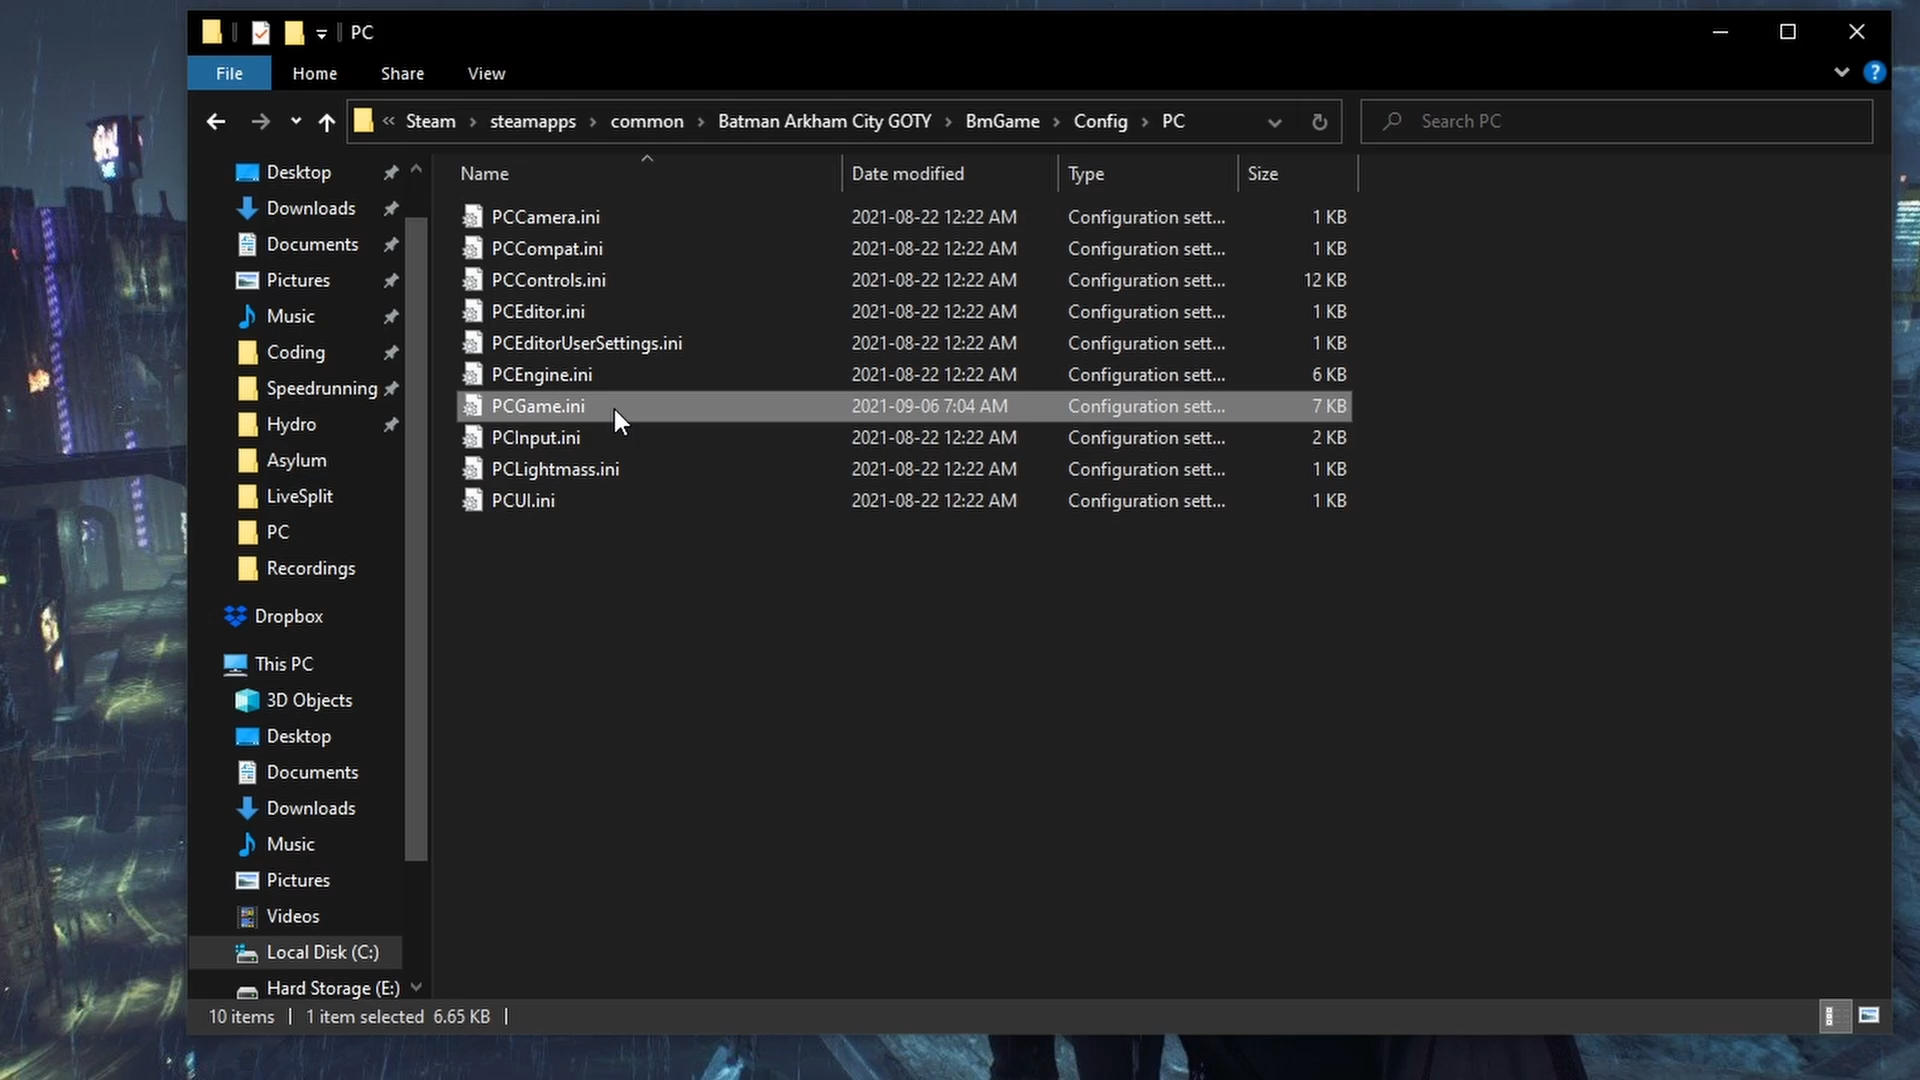 PC
File Home Share View
« Steam > steamapps > common > Batman Arkham City GOTY > BmGame > Config > PC
Search PC
Name Date modified Type Size
PCCamera.ini 2021-08-22 12:22 AM Configuration sett... 1 KB
PCCompat.ini 2021-08-22 12:22 AM Configuration sett... 1 KB
PCControls.ini 2021-08-22 12:22 AM Configuration sett... 12 KB
PCEditor.ini 2021-08-22 12:22 AM Configuration sett... 1 KB
PCEditorUserSettings.ini 2021-08-22 12:22 AM Configuration sett... 1 KB
PCEngine.ini 2021-08-22 12:22 AM Configuration sett... 6 KB
PCGame.ini 2021-09-06 7:04 AM Configuration sett... 7 KB
PCInput.ini 2021-08-22 12:22 AM Configuration sett... 2 KB
PCLightmass.ini 2021-08-22 12:22 AM Configuration sett... 1 KB
PCUI.ini 2021-08-22 12:22 AM Configuration sett... 1 KB
Desktop
Downloads
Documents
Pictures
Music
Coding
Speedrunning
Hydro
Asylum
LiveSplit
PC
Recordings
Dropbox
This PC
3D Objects
Desktop
Documents
Downloads
Music
Pictures
Videos
Local Disk (C:)
Hard Storage (E:)
10 items | 1 item selected 6.65 KB |